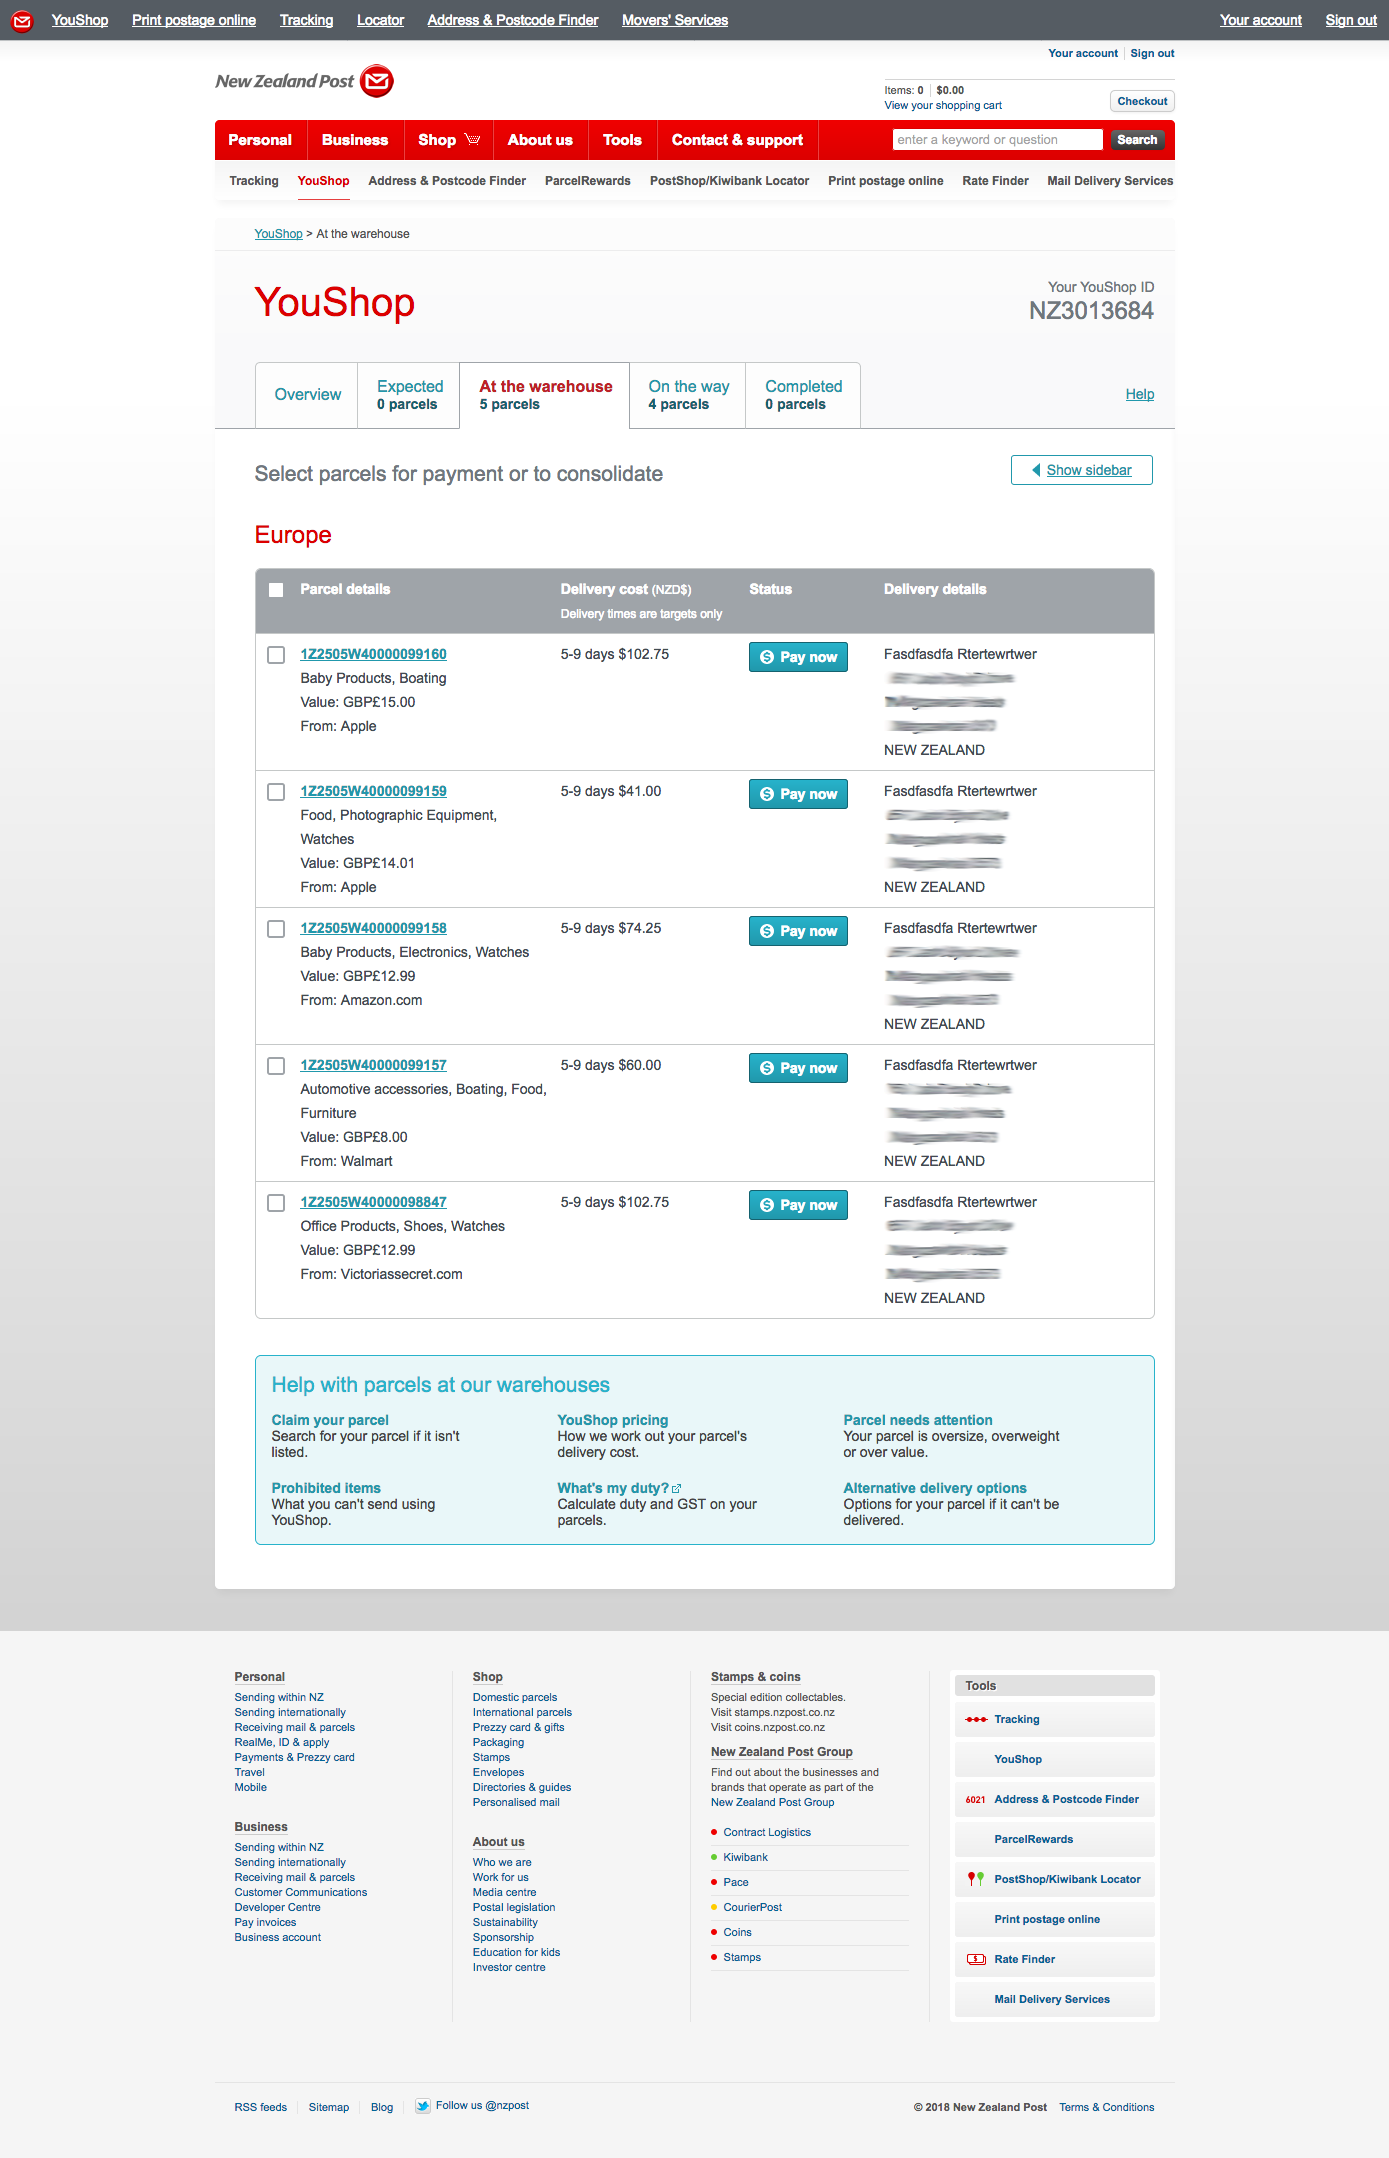 YouShop Print postage online Tracking Locator Address & Postcode Finder Movers' Services Your account Sign out
Your account Sign out
New Zealand Post
Items: 0 $0.00
View your shopping cart
Checkout
Personal Business Shop About us Tools Contact & support enter a keyword or question Search
Tracking YouShop Address & Postcode Finder ParcelRewards PostShop/Kiwibank Locator Print postage online Rate Finder Mail Delivery Services
YouShop > At the warehouse
YouShop
Your YouShop ID
NZ3013684
Overview
Expected
0 parcels
At the warehouse
5 parcels
On the way
4 parcels
Completed
0 parcels
Help
Select parcels for payment or to consolidate
Show sidebar
Europe
Parcel details Delivery cost (NZD$) Status Delivery details
Delivery times are targets only
1Z2505W40000099160 5-9 days $102.75 Pay now Fasdfasdfa Rtertewrtwer
Baby Products, Boating
Value: GBP£15.00
From: Apple
NEW ZEALAND
1Z2505W40000099159 5-9 days $41.00 Pay now Fasdfasdfa Rtertewrtwer
Food, Photographic Equipment,
Watches
Value: GBP£14.01
From: Apple NEW ZEALAND
1Z2505W40000099158 5-9 days $74.25 Pay now Fasdfasdfa Rtertewrtwer
Baby Products, Electronics, Watches
Value: GBP£12.99
From: Amazon.com
NEW ZEALAND
1Z2505W40000099157 5-9 days $60.00 Pay now Fasdfasdfa Rtertewrtwer
Automotive accessories, Boating, Food,
Furniture
Value: GBP£8.00
From: Walmart NEW ZEALAND
1Z2505W40000098847 5-9 days $102.75 Pay now Fasdfasdfa Rtertewrtwer
Office Products, Shoes, Watches
Value: GBP£12.99
From: Victoriassecret.com
NEW ZEALAND
Help with parcels at our warehouses
Claim your parcel
Search for your parcel if it isn't
listed.
YouShop pricing
How we work out your parcel's
delivery cost.
Parcel needs attention
Your parcel is oversize, overweight
or over value.
Prohibited items
What you can't send using
YouShop.
What's my duty?
Calculate duty and GST on your
parcels.
Alternative delivery options
Options for your parcel if it can't be
delivered.
Personal
Sending within NZ
Sending internationally
Receiving mail & parcels
RealMe, ID & apply
Payments & Prezzy card
Travel
Mobile
Business
Sending within NZ
Sending internationally
Receiving mail & parcels
Customer Communications
Developer Centre
Pay invoices
Business account
Shop
Domestic parcels
International parcels
Prezzy card & gifts
Packaging
Stamps
Envelopes
Directories & guides
Personalised mail
About us
Who we are
Work for us
Media centre
Postal legislation
Sustainability
Sponsorship
Education for kids
Investor centre
Stamps & coins
Special edition collectables.
Visit stamps.nzpost.co.nz
Visit coins.nzpost.co.nz
New Zealand Post Group
Find out about the businesses and
brands that operate as part of the
New Zealand Post Group
Contract Logistics
Kiwibank
Pace
CourierPost
Coins
Stamps
Tools
Tracking
YouShop
6021 Address & Postcode Finder
ParcelRewards
PostShop/Kiwibank Locator
Print postage online
$ Rate Finder
Mail Delivery Services
RSS feeds Sitemap Blog Follow us @nzpost © 2018 New Zealand Post Terms & Conditions